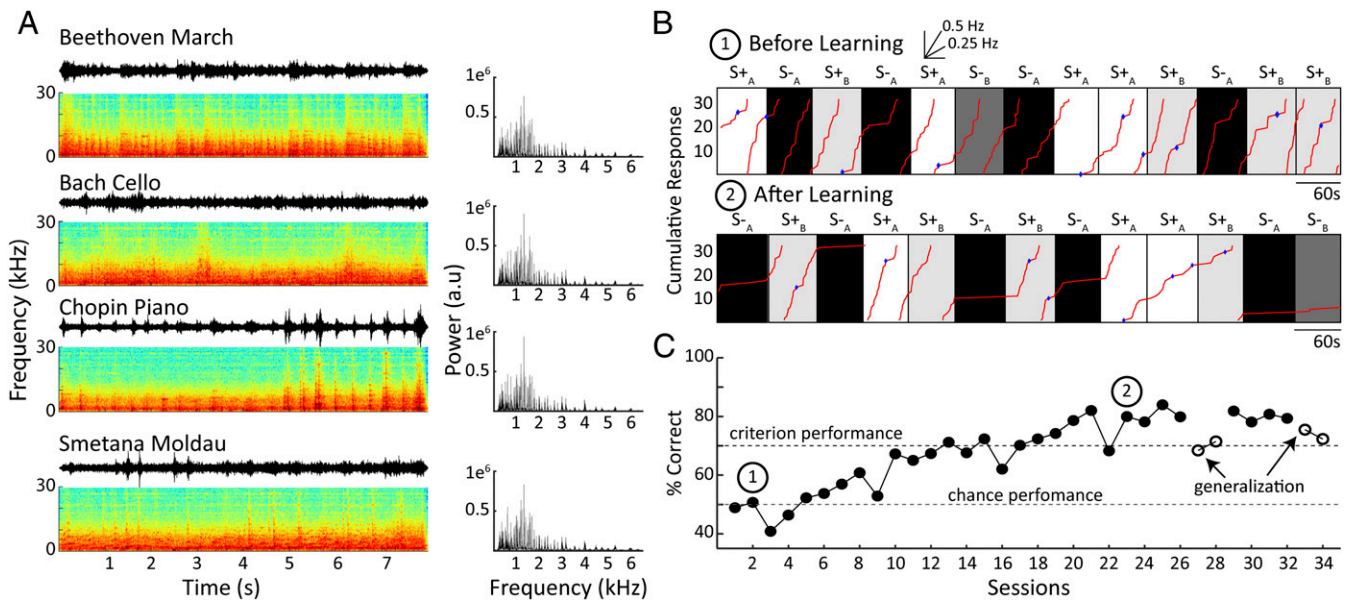 A
Beethoven March
30
0
Bach Cello
30
0
Chopin Piano
30
0
Smetana Moldau
30
0
1 2 3 4 5 6 7
Time (s)
Frequency (kHz)
1e⁶
0.5
1 2 3 4 5 6
1e⁶
0.5
1 2 3 4 5 6
1e⁶
0.5
1 2 3 4 5 6
1e⁶
0.5
1 2 3 4 5 6
Frequency (kHz)
Power (a.u)
B
1 Before Learning
0.5 Hz
0.25 Hz
S+A S-A S+B S-A S+A S-B S-A S+A S+A S+B S-A S+B S+B
30
20
10
60s
2 After Learning
S-A S+B S-A S+A S+B S-A S+B S-A S+A S+A S+B S-A S-B
30
20
10
60s
Cumulative Response
C
100
80
60
40
% Correct
criterion performance
chance perfomance
generalization
1
2
2 4 6 8 10 12 14 16 18 20 22 24 26 28 30 32 34
Sessions